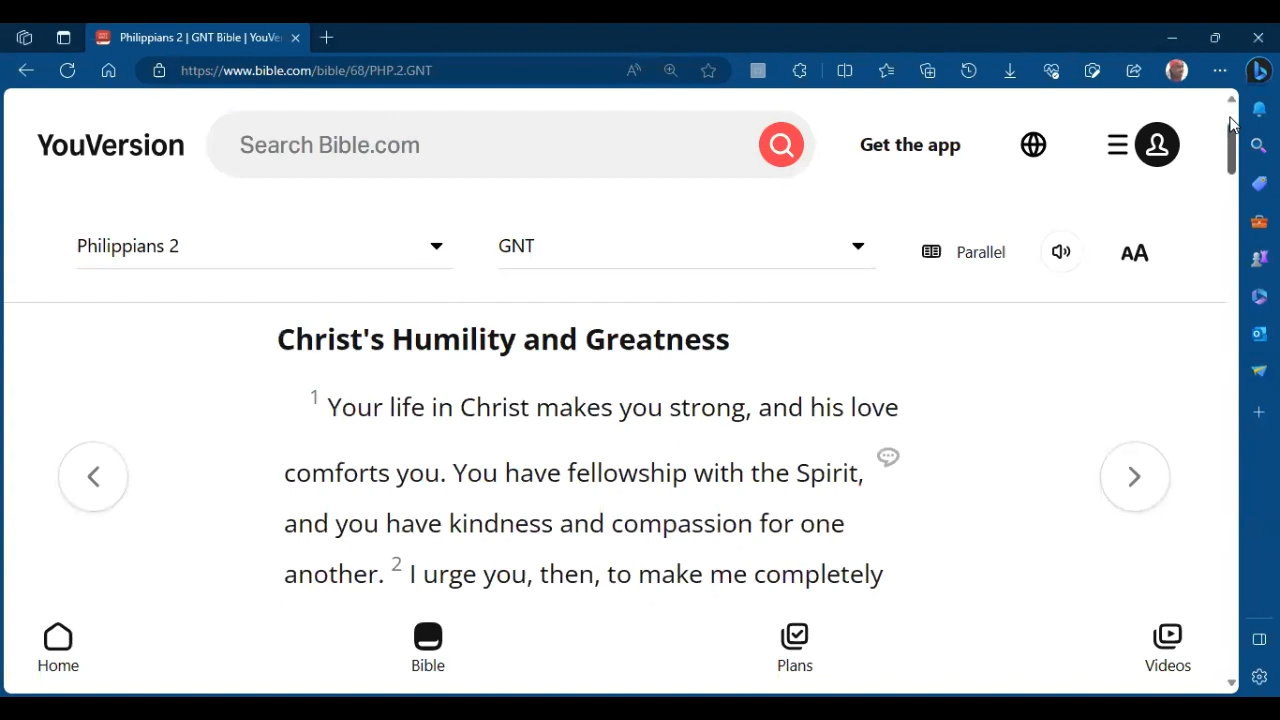 Philippians 2 | GNT Bible | YouVe
https://www.bible.com/bible/68/PHP.2.GNT
YouVersion
Search Bible.com
Get the app
Philippians 2
GNT
Parallel
AA
Christ's Humility and Greatness
1 Your life in Christ makes you strong, and his love
comforts you. You have fellowship with the Spirit,
and you have kindness and compassion for one
another. 2 I urge you, then, to make me completely
Home
Bible
Plans
Videos